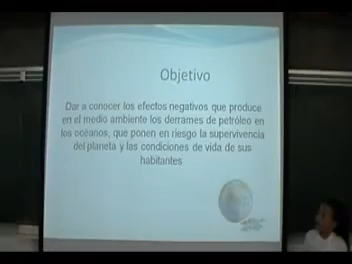 Objetivo
Dar a conocer los efectos negativos que produce
en el medio ambiente los derrames de petróleo en
los océanos, que ponen en riesgo la supervivencia
del planeta y las condiciones de vida de sus
habitantes